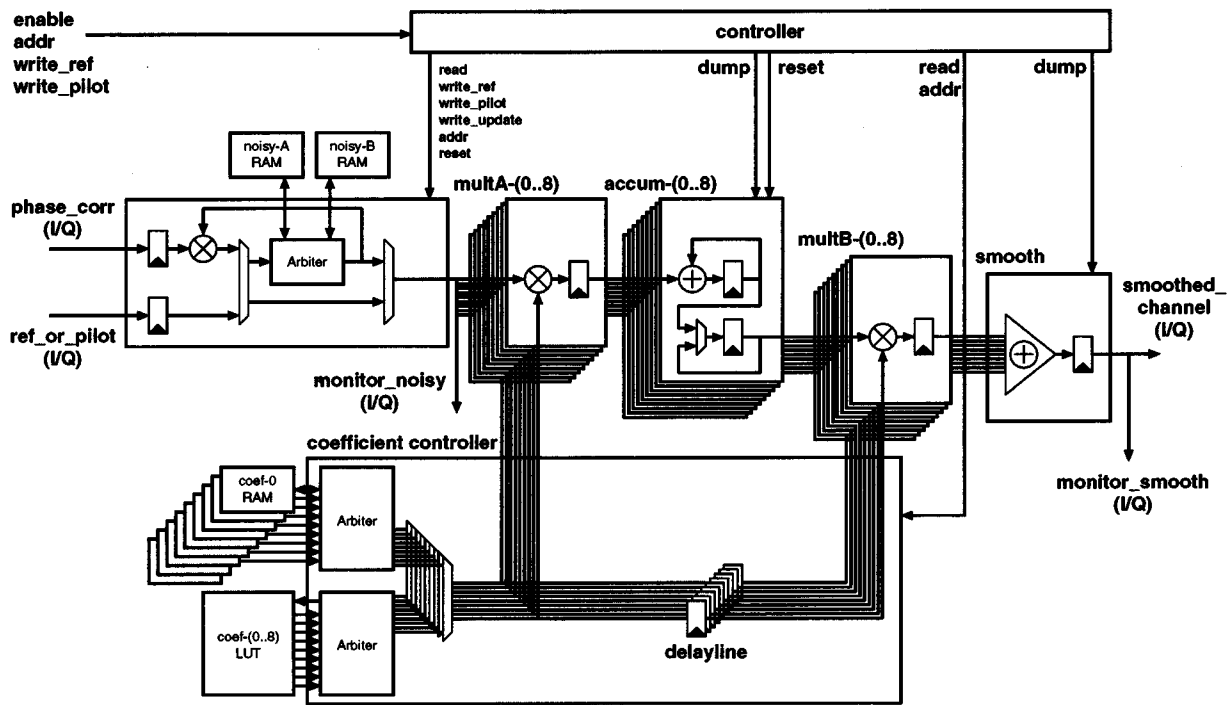 enable
addr
write_ref
write_pilot
controller
read
write_ref
write_pilot
write_update
addr
reset
dump
reset
read
addr
dump
noisy-A
RAM
noisy-B
RAM
phase_corr
(I/Q)
Arbiter
ref_or_pilot
(I/Q)
multA-(0..8)
accum-(0..8)
multB-(0..8)
smooth
smoothed_
channel
(I/Q)
monitor_noisy
(I/Q)
monitor_smooth
(I/Q)
coefficient controller
coef-0
RAM
Arbiter
coef-(0..8)
LUT
Arbiter
delayline